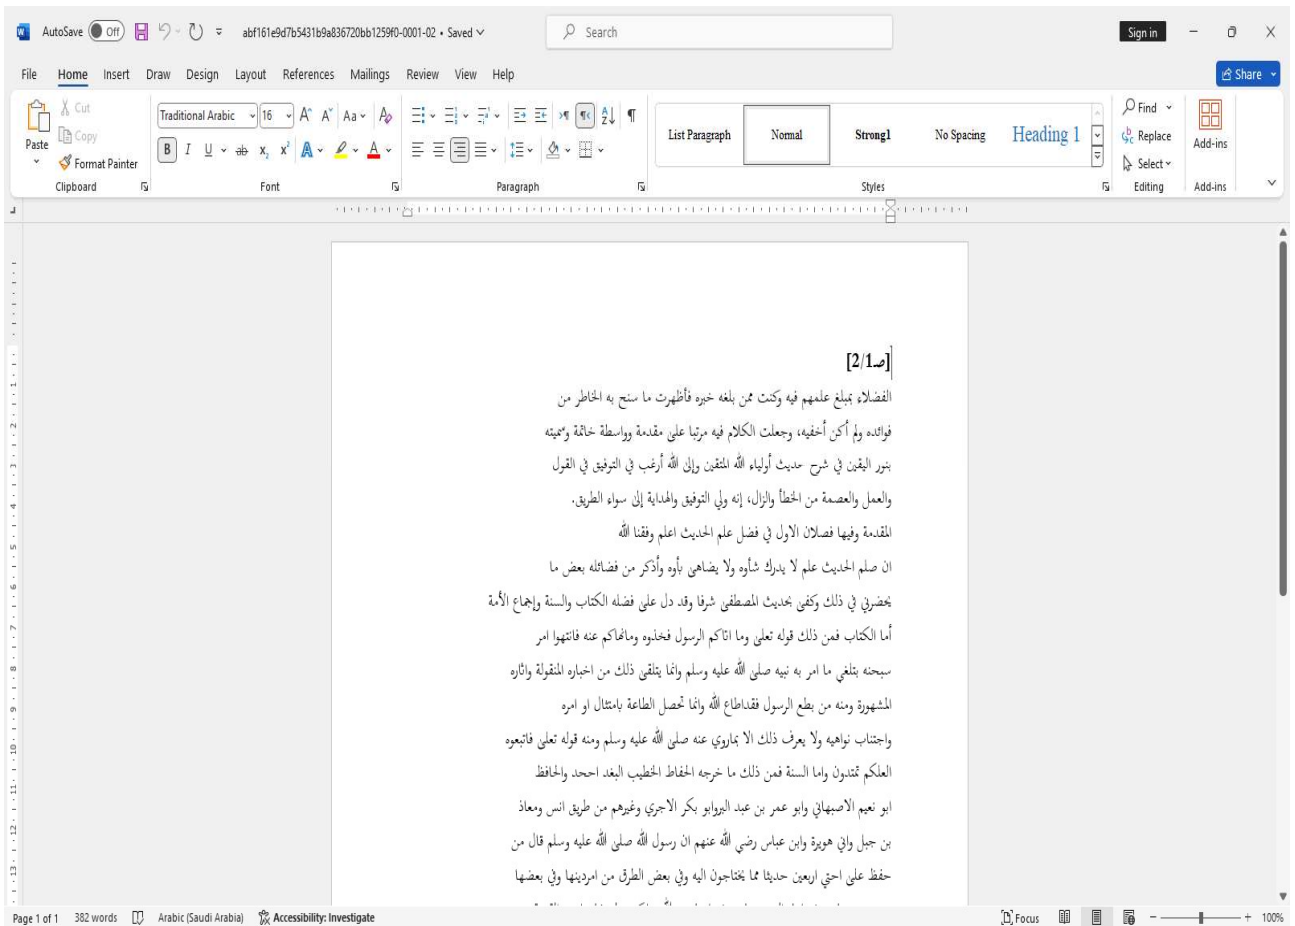 AutoSave Off abf161e9d7b5431b9a836720bb1259f0-0001-02 • Saved Search Sign in
File Home Insert Draw Design Layout References Mailings Review View Help Share
Paste Cut Copy Format Painter
Traditional Arabic 16
List Paragraph Normal Strong1 No Spacing Heading 1
Find Replace Select Add-ins
Clipboard Font Paragraph Styles Editing Add-ins
[صـ2/1]
الفضلاء بمبلغ علمهم فيه وكنت ممن بلغه خبره فأظهرت ما سنح به الخاطر من
فوائده ولم أكن أخفيه، وجعلت الكلام فيه مرتبا على مقدمة وواسطة خاتمة وسميته
بنور اليقين في شرح حديث أولياء الله المتقين وإلى الله أرغب في التوفيق في القول
والعمل والعصمة من الخطأ والزال، إنه ولي التوفيق والهداية إلى سواء الطريق.
المقدمة وفيها فصلان الاول في فضل علم الحديث اعلم وفقنا الله
ان صلم الحديث علم لا يدرك شأوه ولا يضاهى بأوه وأذكر من فضائله بعض ما
يحضرني في ذلك وكفى بحديث المصطفى شرفا وقد دل على فضله الكتاب والسنة وإجماع الأمة
أما الكتاب فمن ذلك قوله تعلى وما اتاكم الرسول فخذوه ومانهاكم عنه فانتهوا امر
سبحنه بتلغي ما امر به نبيه صلى الله عليه وسلم وانما يتلقى ذلك من اخباره المنقولة واثاره
المشهورة ومنه من بطع الرسول فقداطاع الله وانما تحصل الطاعة بامتثال او امره
واجتناب نواهيه ولا يعرف ذلك الا بماروي عنه صلى الله عليه وسلم ومنه قوله تعلى فاتبعوه
العلكم تمتدون واما السنة فمن ذلك ما خرجه الحفاط الخطيب البغد احجد والحافظ
ابو نعيم الاصبهاني وابو عمر بن عبد البروابو بكر الاجري وغيرهم من طريق انس ومعاذ
بن جبل واني هويرة وابن عباس رضي الله عنهم ان رسول الله صلى الله عليه وسلم قال من
حفظ على احتي اربعين حديثا مما يختاجون اليه وفي بعض الطرق من امردينها وفي بعضها
Page 1 of 1 382 words Arabic (Saudi Arabia) Accessibility: Investigate Focus 100%